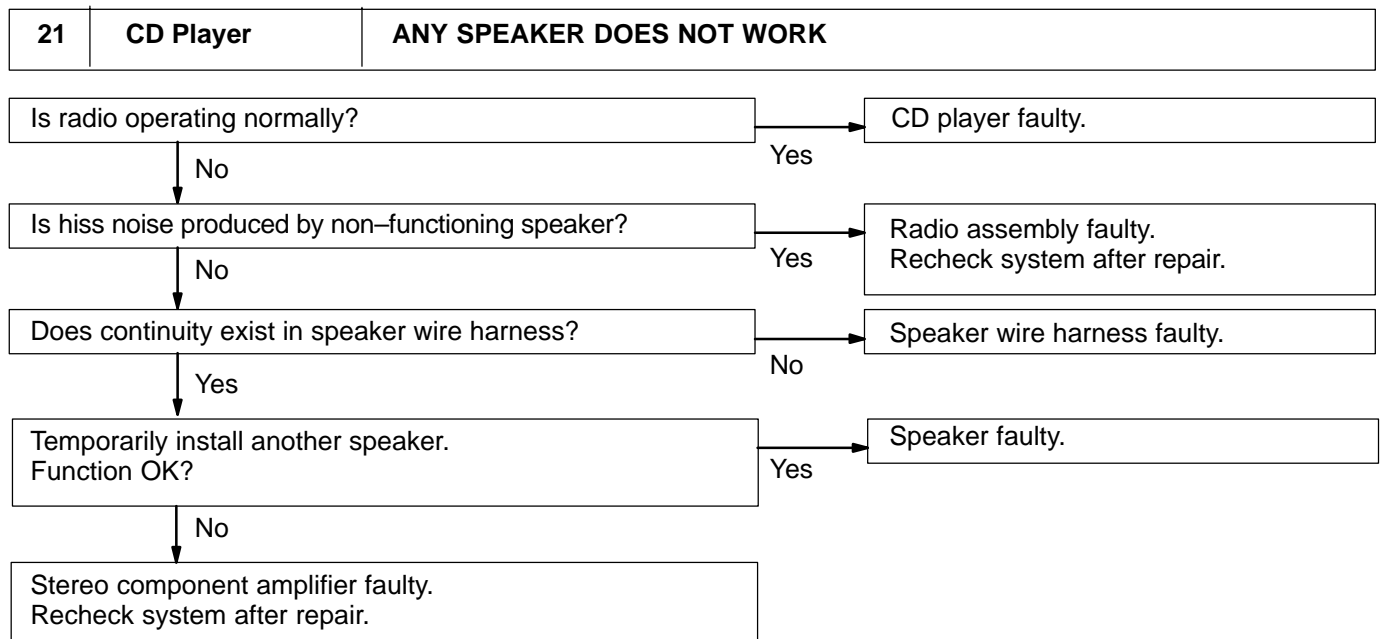 21 CD Player ANY SPEAKER DOES NOT WORK
Is radio operating normally?
Yes
CD player faulty.
No
Is hiss noise produced by non–functioning speaker?
Yes
Radio assembly faulty.
Recheck system after repair.
No
Does continuity exist in speaker wire harness?
No
Speaker wire harness faulty.
Yes
Temporarily install another speaker.
Function OK?
Yes
Speaker faulty.
No
Stereo component amplifier faulty.
Recheck system after repair.